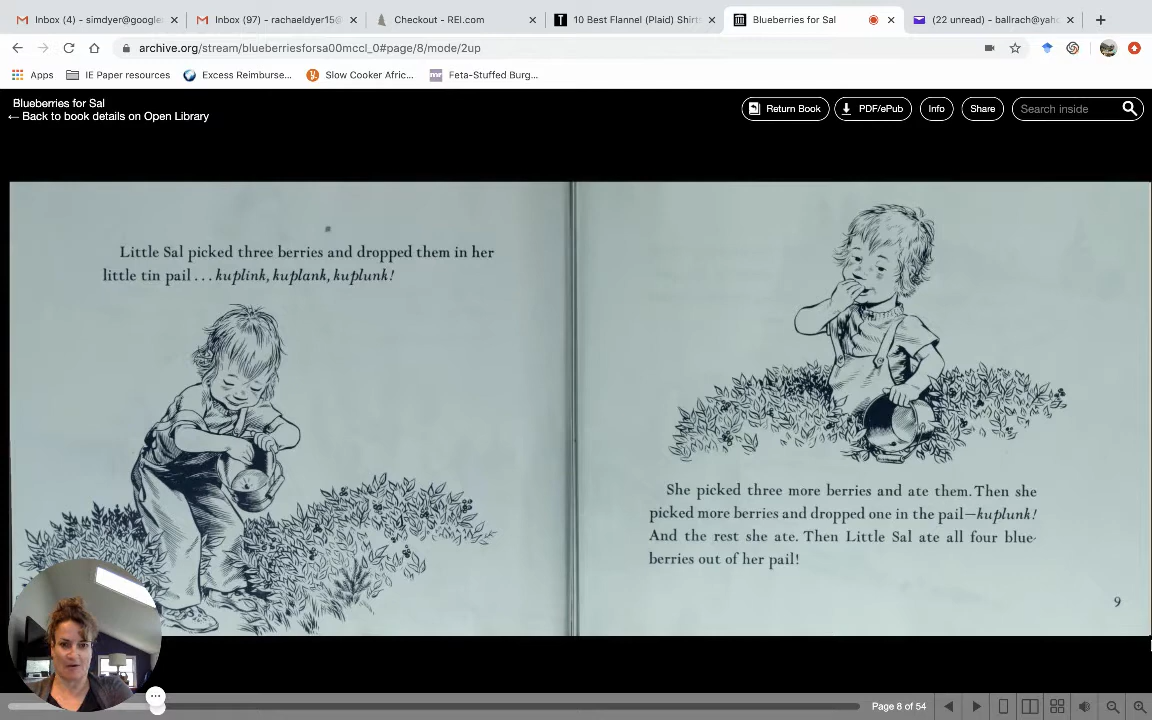 Inbox (4) - simdyer@google
Inbox (97) - rachaeldyer15@
Checkout - REI.com
10 Best Flannel (Plaid) Shirts
Blueberries for Sal
(22 unread) - ballrach@yah
archive.org/stream/blueberriesforsa00mccl_0#page/8/mode/2up
Apps
IE Paper resources
Excess Reimburse...
Slow Cooker Afric...
Feta-Stuffed Burg...
Blueberries for Sal
← Back to book details on Open Library
Return Book
PDF/ePub
Info
Share
Search inside
Little Sal picked three berries and dropped them in her
little tin pail . . . kuplink, kuplank, kuplunk!
She picked three more berries and ate them. Then she
picked more berries and dropped one in the pail—kuplunk!
And the rest she ate. Then Little Sal ate all four blue-
berries out of her pail!
9
Page 8 of 54